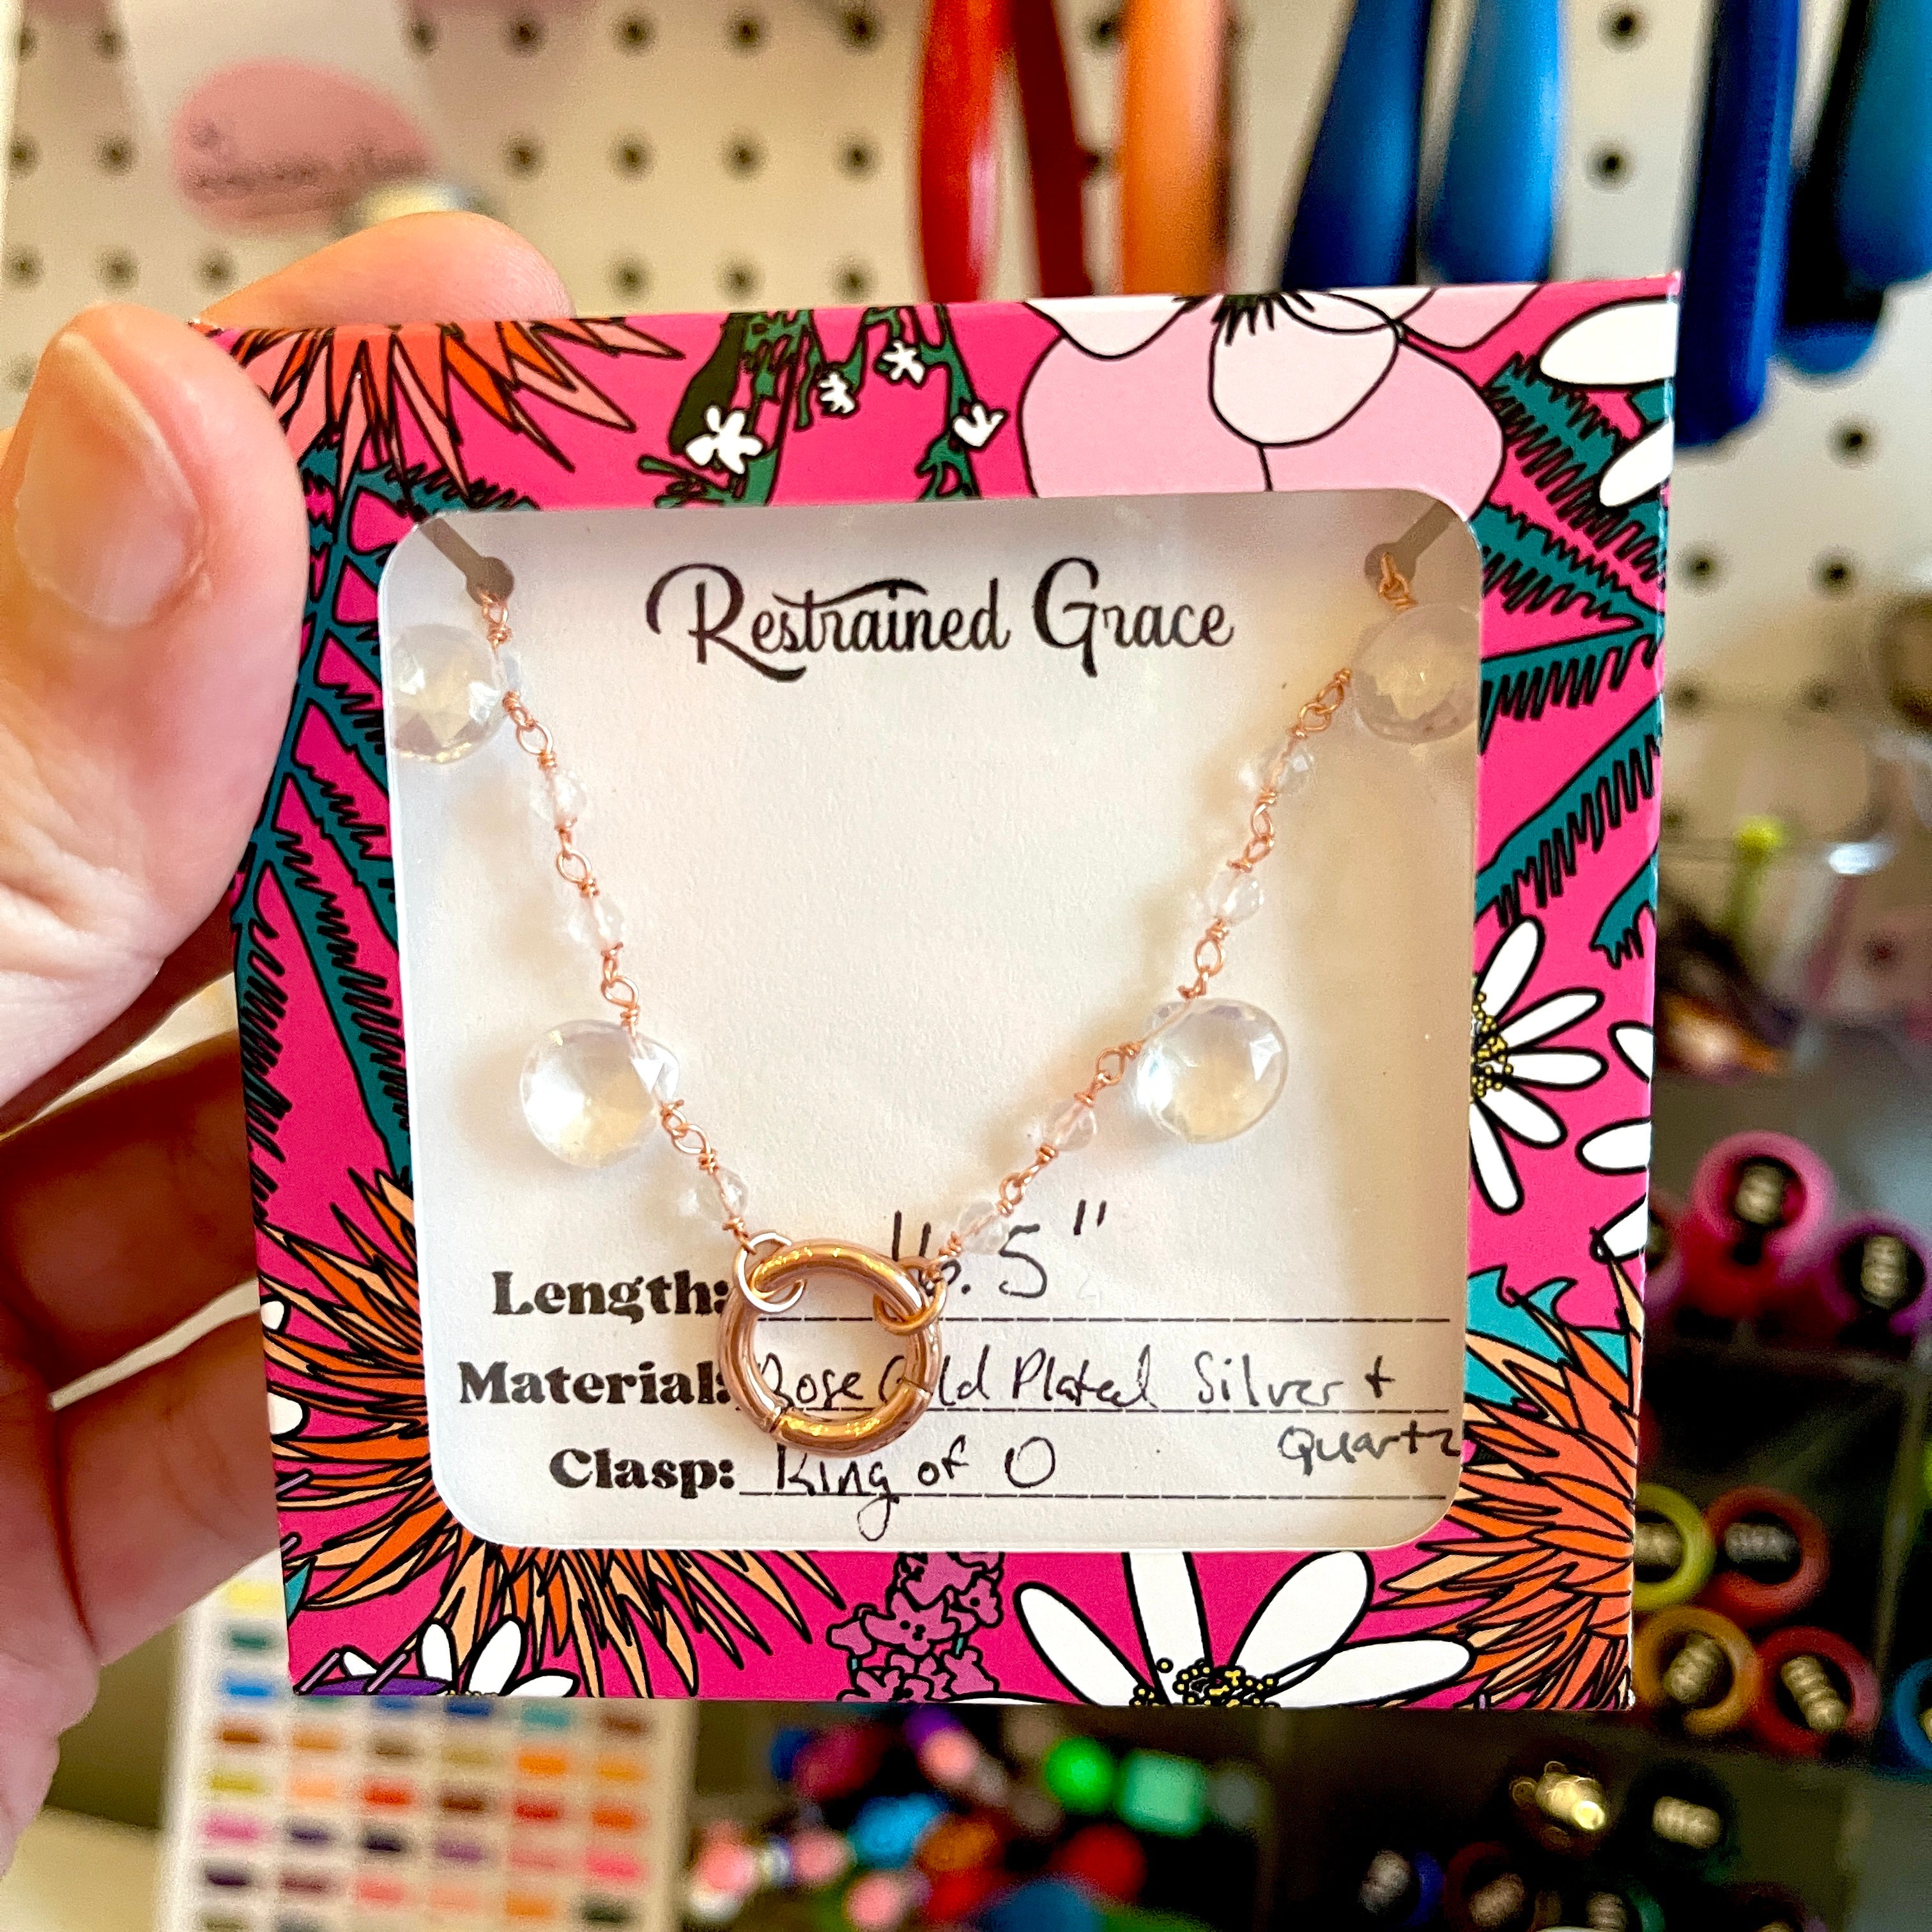 Restrained Grace
Length: 16.5"
Material: Rose Gold Plated Silver +
Quartz
Clasp: Ring of O